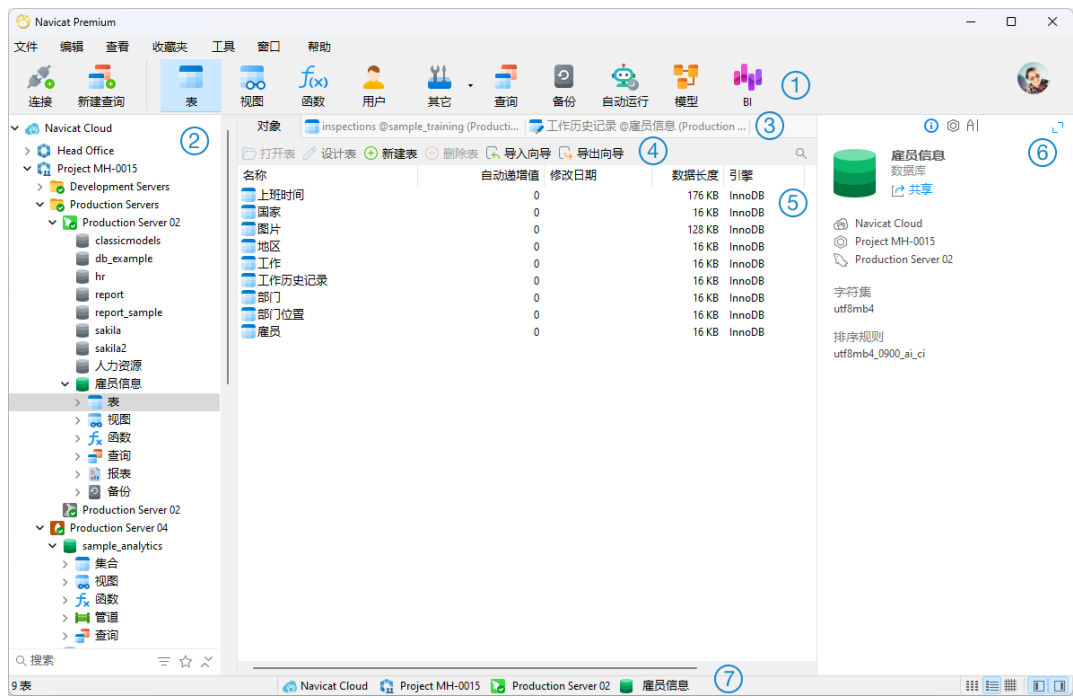 Navicat Premium
文件 编辑 查看 收藏夹 工具 窗口 帮助
连接 新建查询 表 视图 函数 用户 其它 查询 备份 自动运行 模型 BI ①
Navicat Cloud
②
Head Office
Project MH-0015
Development Servers
Production Servers
Production Server 02
classicmodels
db_example
hr
report
report_sample
sakila
sakila2
人力资源
雇员信息
表
视图
函数
查询
报表
备份
Production Server 02
Production Server 04
sample_analytics
集合
视图
函数
管道
查询
搜索
对象 inspections @sample_training (Producti... 工作历史记录 @雇员信息 (Production ... ③
打开表 设计表 新建表 删除表 导入向导 导出向导 ④
名称 自动递增值 修改日期 数据长度 引擎
上班时间 0 176 KB InnoDB ⑤
国家 0 16 KB InnoDB
图片 0 128 KB InnoDB
地区 0 16 KB InnoDB
工作 0 16 KB InnoDB
工作历史记录 0 16 KB InnoDB
部门 0 16 KB InnoDB
部门位置 0 16 KB InnoDB
雇员 0 16 KB InnoDB
AI
⑥
雇员信息
数据库
共享
Navicat Cloud
Project MH-0015
Production Server 02
字符集
utf8mb4
排序规则
utf8mb4_0900_ai_ci
9 表 Navicat Cloud Project MH-0015 Production Server 02 雇员信息 ⑦